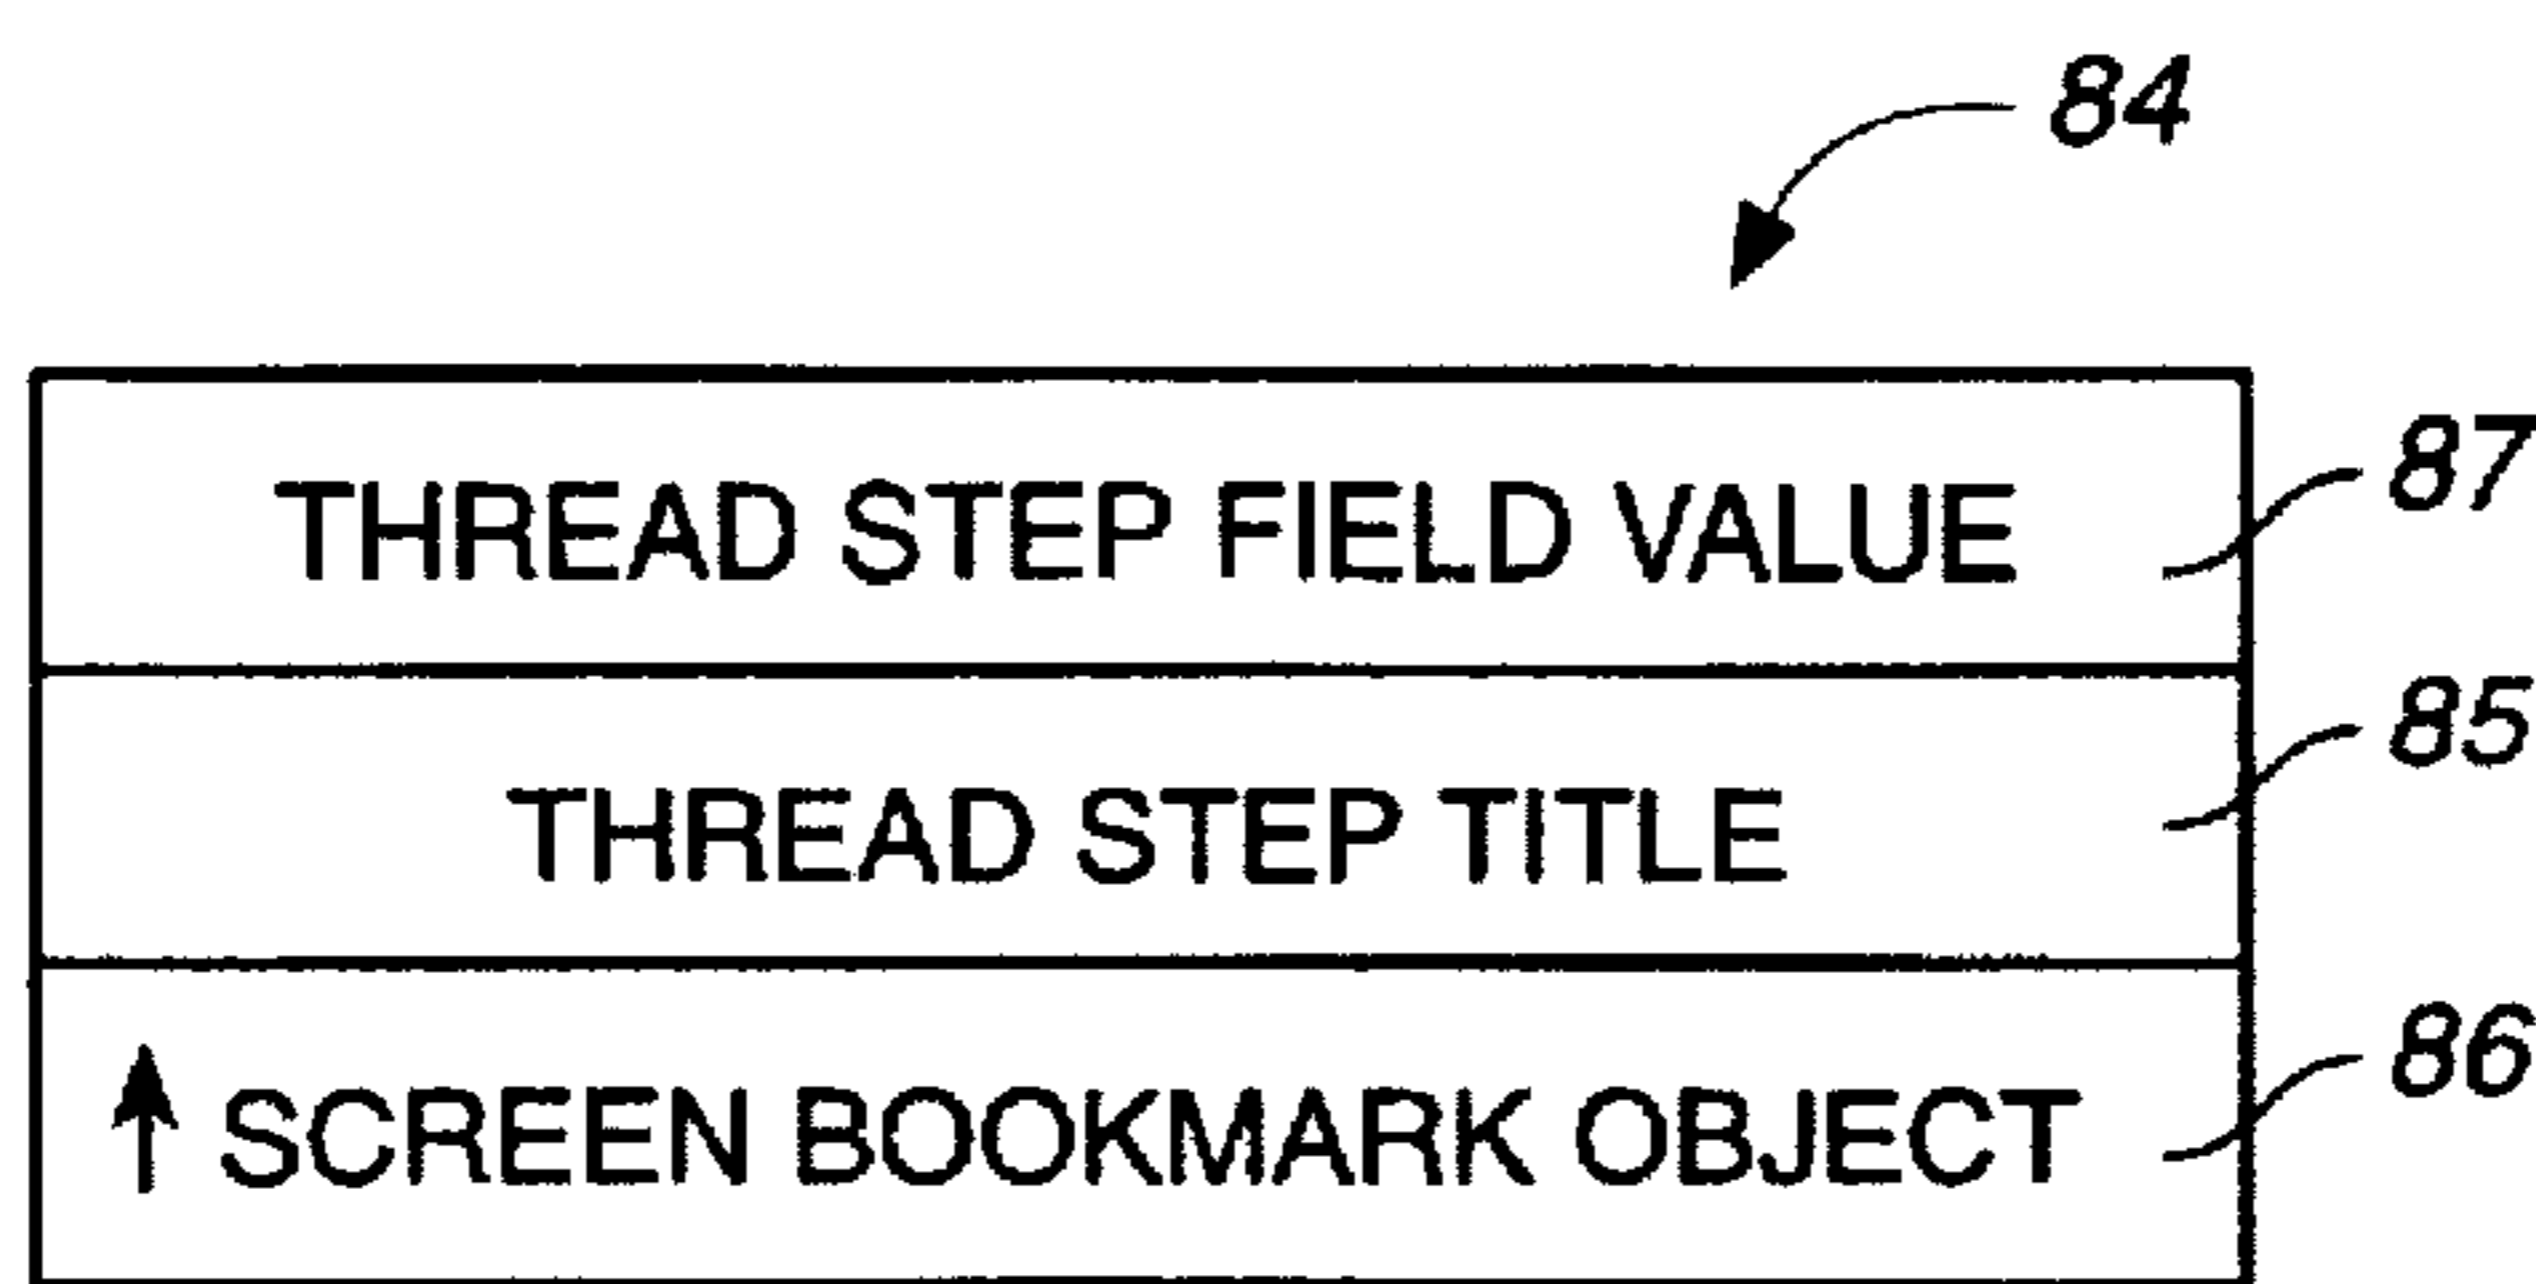 84
THREAD STEP FIELD VALUE 87
THREAD STEP TITLE 85
↑ SCREEN BOOKMARK OBJECT 86